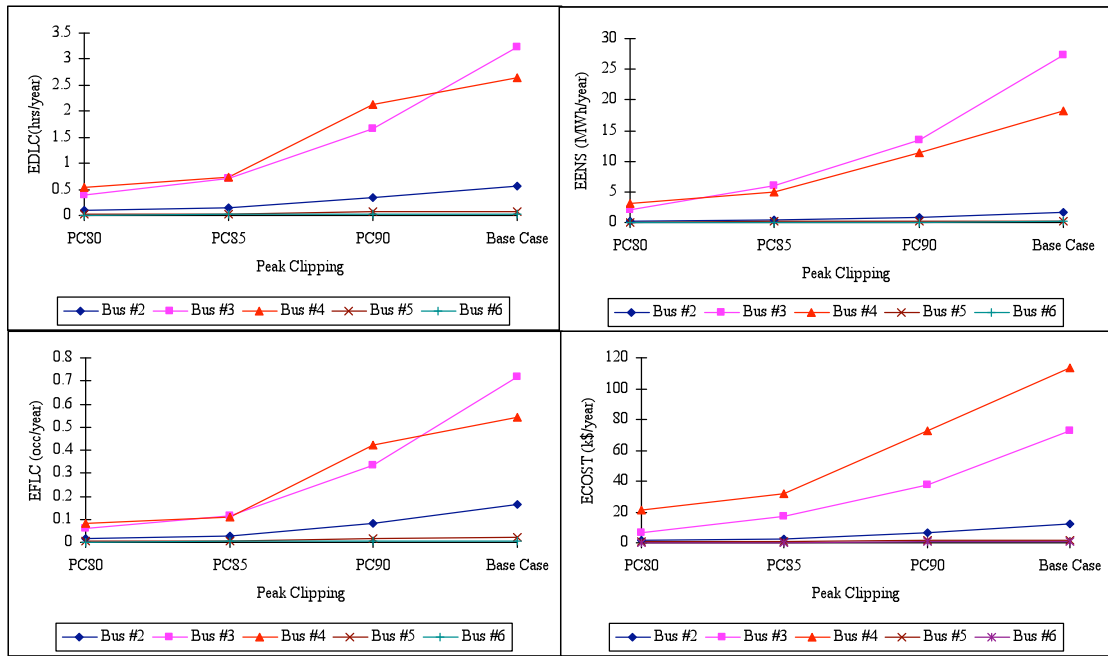 EDLC(hrs/year)
3.5
3
2.5
2
1.5
1
0.5
0
PC80 PC85 PC90 Base Case
Peak Clipping
Bus #2 Bus #3 Bus #4 Bus #5 Bus #6
EENS (MWh/year)
30
25
20
15
10
5
0
PC80 PC85 PC90 Base Case
Peak Clipping
Bus #2 Bus #3 Bus #4 Bus #5 Bus #6
EFLC (occ/year)
0.8
0.7
0.6
0.5
0.4
0.3
0.2
0.1
0
PC80 PC85 PC90 Base Case
Peak Clipping
Bus #2 Bus #3 Bus #4 Bus #5 Bus #6
ECOST (k$/year)
120
100
80
60
40
20
0
PC80 PC85 PC90 Base Case
Peak Clipping
Bus #2 Bus #3 Bus #4 Bus #5 Bus #6